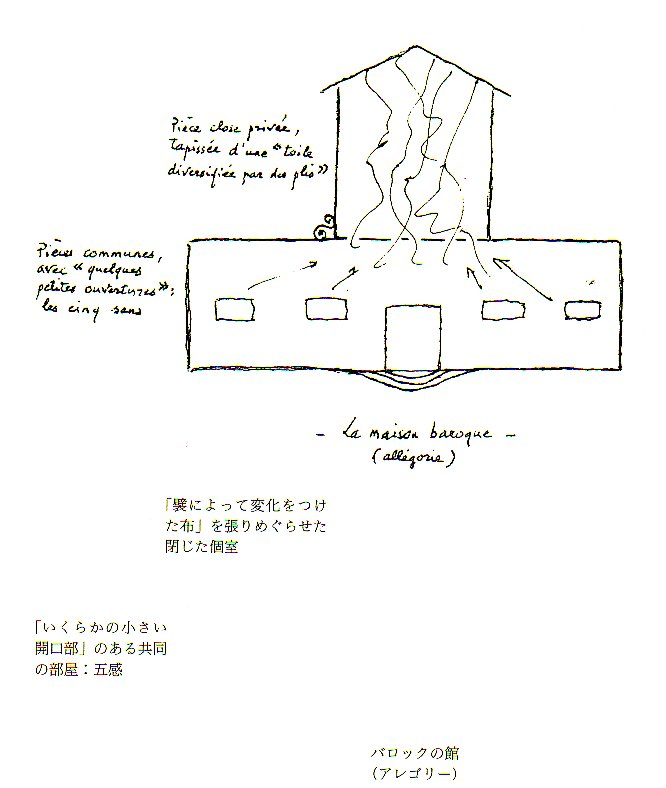 Pièce close privée,
tapissée d'une « toile
diversifiée par des plis »
Pièces communes,
avec « quelques
petites ouvertures » :
les cinq sens
– La maison baroque –
(allégorie)
「襞によって変化をつけ
た布」を張りめぐらせた
閉じた個室
「いくらかの小さい
開口部」のある共同
の部屋：五感
バロックの館
（アレゴリー）